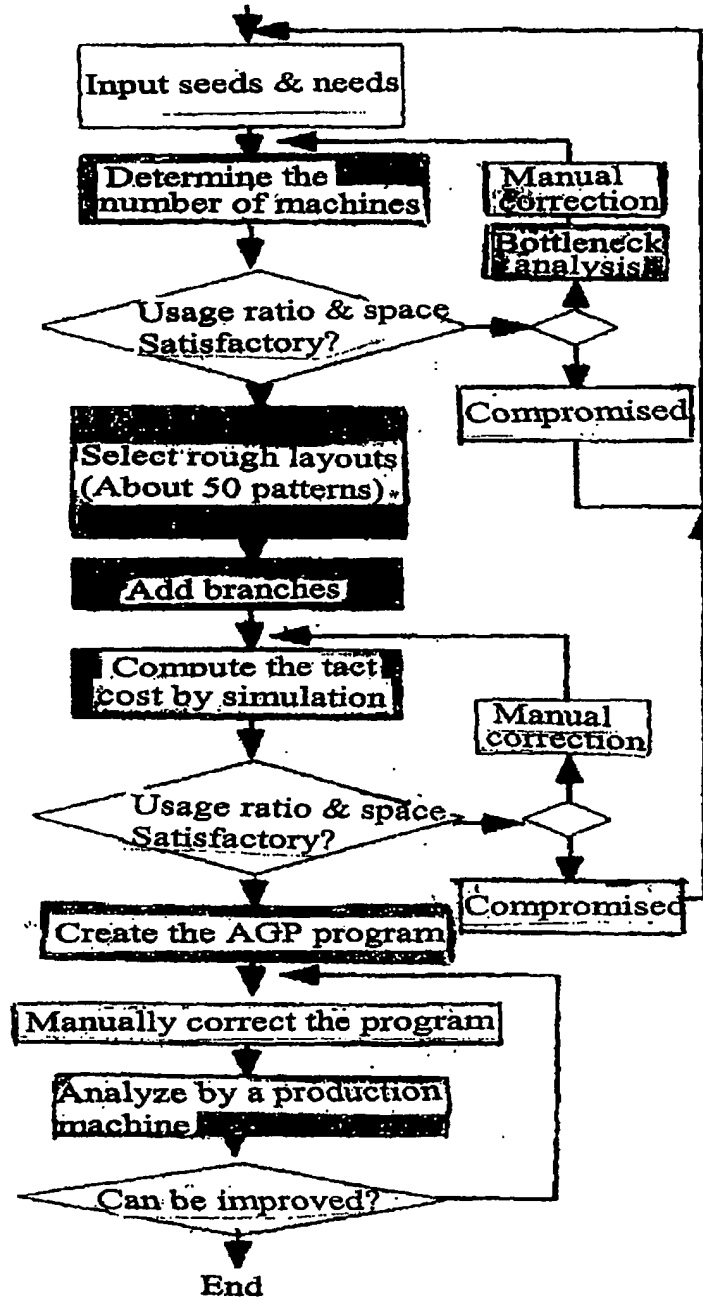 Input seeds & needs
Determine the
number of machines
Manual
correction
Bottleneck
analysis
Usage ratio & space
Satisfactory?
Compromised
Select rough layouts
(About 50 patterns)
Add branches
Compute the tact
cost by simulation
Manual
correction
Usage ratio & space
Satisfactory?
Compromised
Create the AGP program
Manually correct the program
Analyze by a production
machine
Can be improved?
End